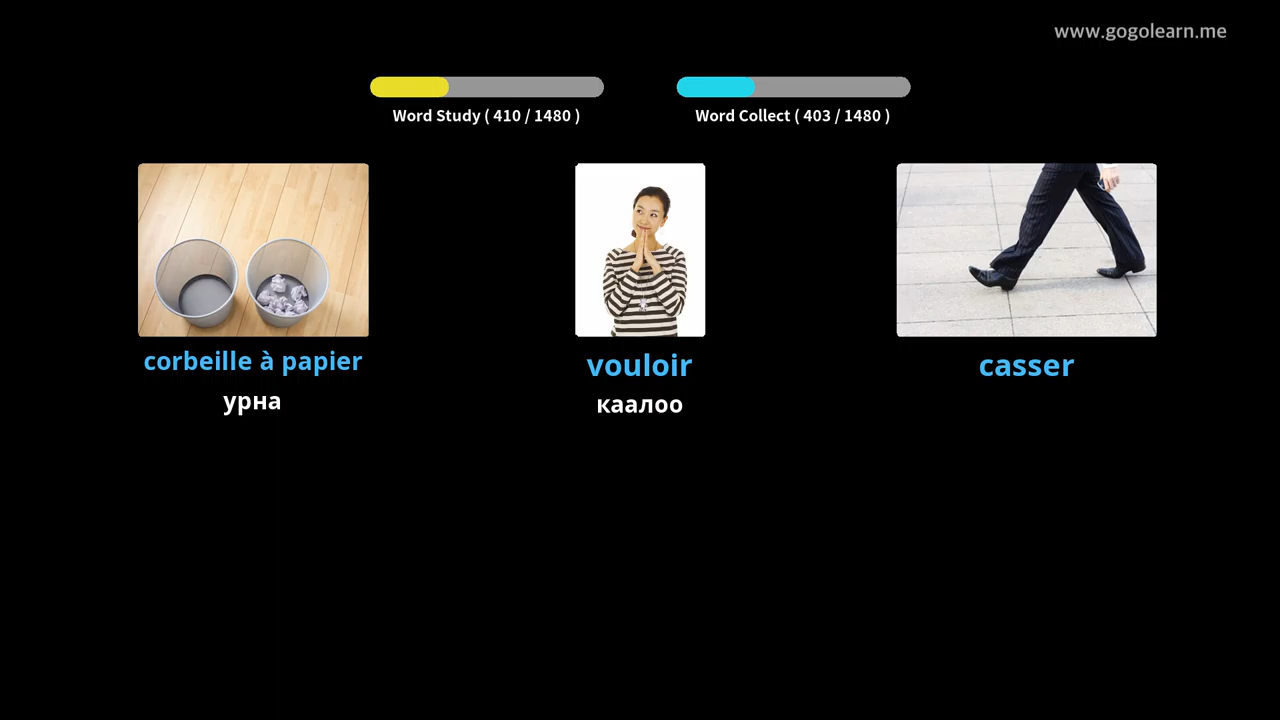 www.gogolearn.me
Word Study ( 410 / 1480 )
Word Collect ( 403 / 1480 )
corbeille à papier
урна
vouloir
каалоо
casser